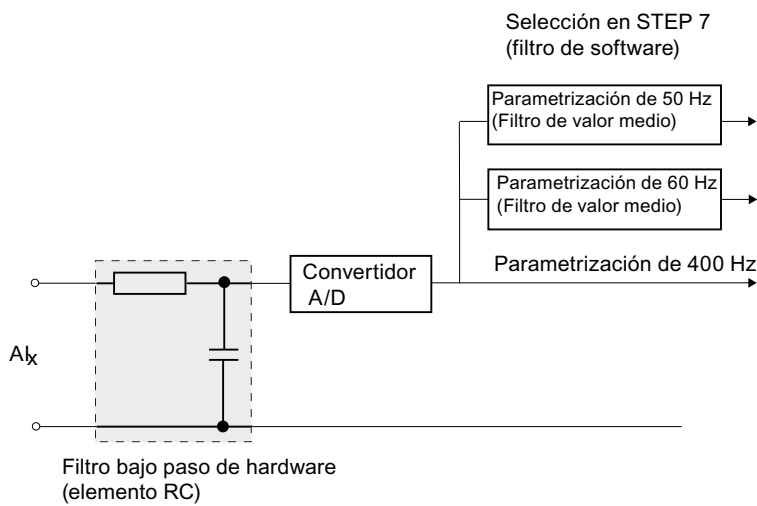 Selección en STEP 7
(filtro de software)
Parametrización de 50 Hz
(Filtro de valor medio)
Parametrización de 60 Hz
(Filtro de valor medio)
Parametrización de 400 Hz
Convertidor
A/D
AIx
Filtro bajo paso de hardware
(elemento RC)